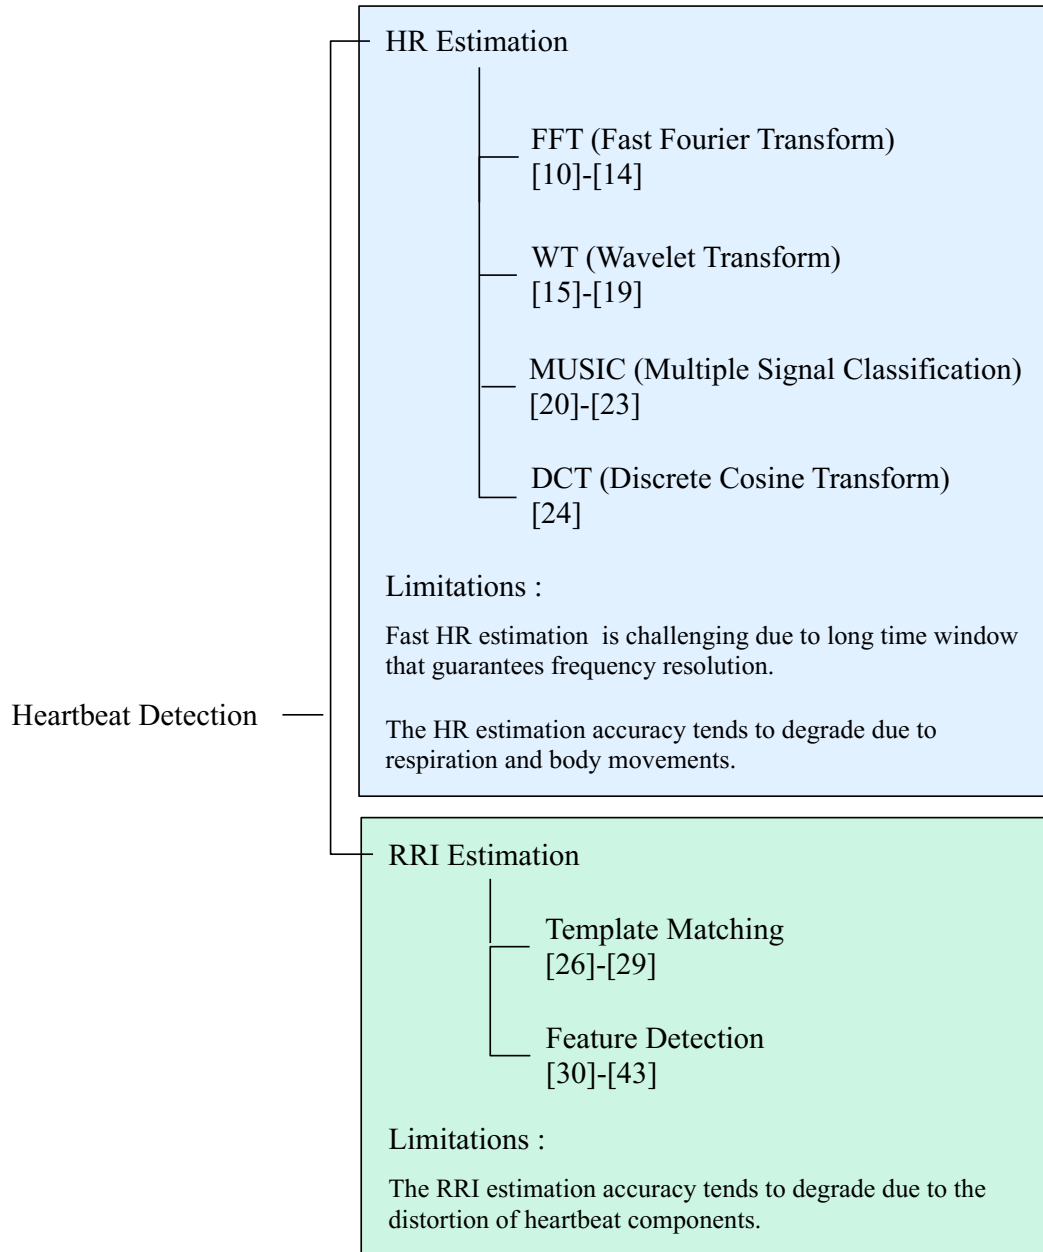 HR Estimation
FFT (Fast Fourier Transform)
[10]-[14]
WT (Wavelet Transform)
[15]-[19]
MUSIC (Multiple Signal Classification)
[20]-[23]
DCT (Discrete Cosine Transform)
[24]
Limitations :
Fast HR estimation  is challenging due to long time window
that guarantees frequency resolution.
The HR estimation accuracy tends to degrade due to
respiration and body movements.
Heartbeat Detection
RRI Estimation
Template Matching
[26]-[29]
Feature Detection
[30]-[43]
Limitations :
The RRI estimation accuracy tends to degrade due to the
distortion of heartbeat components.